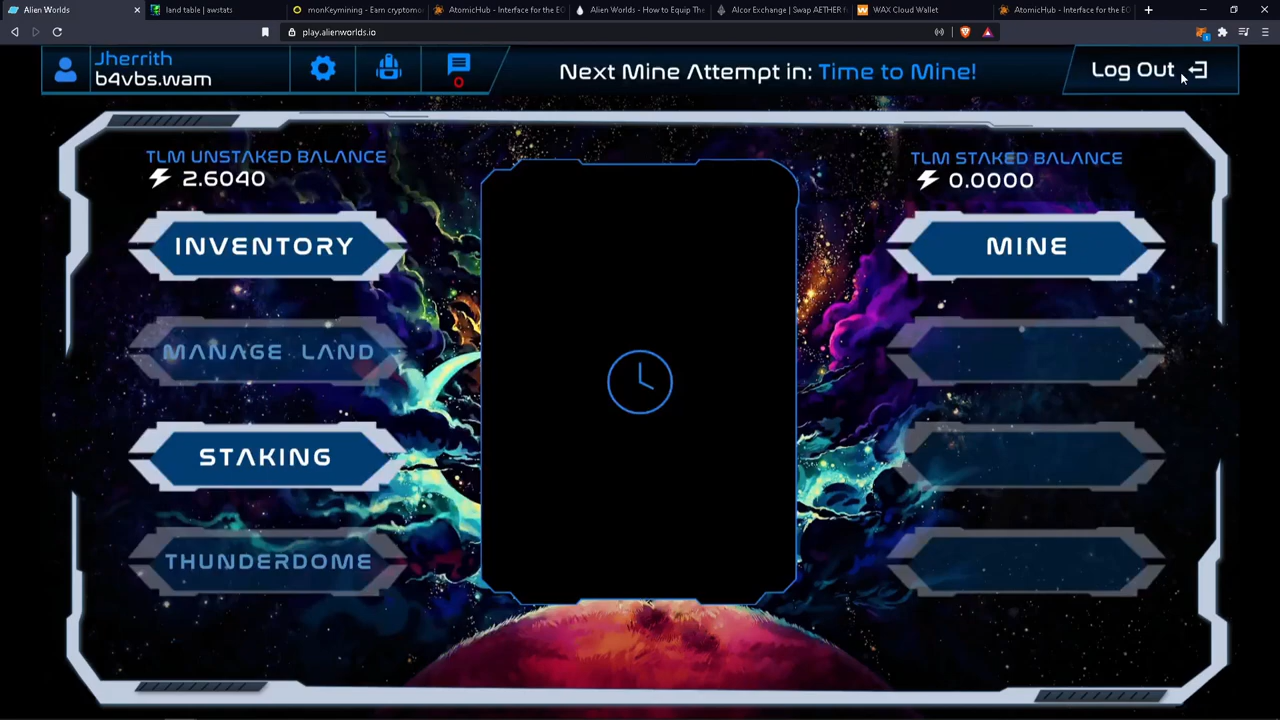 Alien Worlds
land table | awstats
monKeymining - Earn cryptomo
AtomicHub - Interface for the EO
Alien Worlds - How to Equip The
Alcor Exchange | Swap AETHER f
WAX Cloud Wallet
AtomicHub - Interface for the EO
play.alienworlds.io
Jherrith
b4vbs.wam
0
Next Mine Attempt in: Time to Mine!
Log Out
TLM UNSTAKED BALANCE
2.6040
TLM STAKED BALANCE
0.0000
INVENTORY
MINE
MANAGE LAND
STAKING
THUNDERDOME